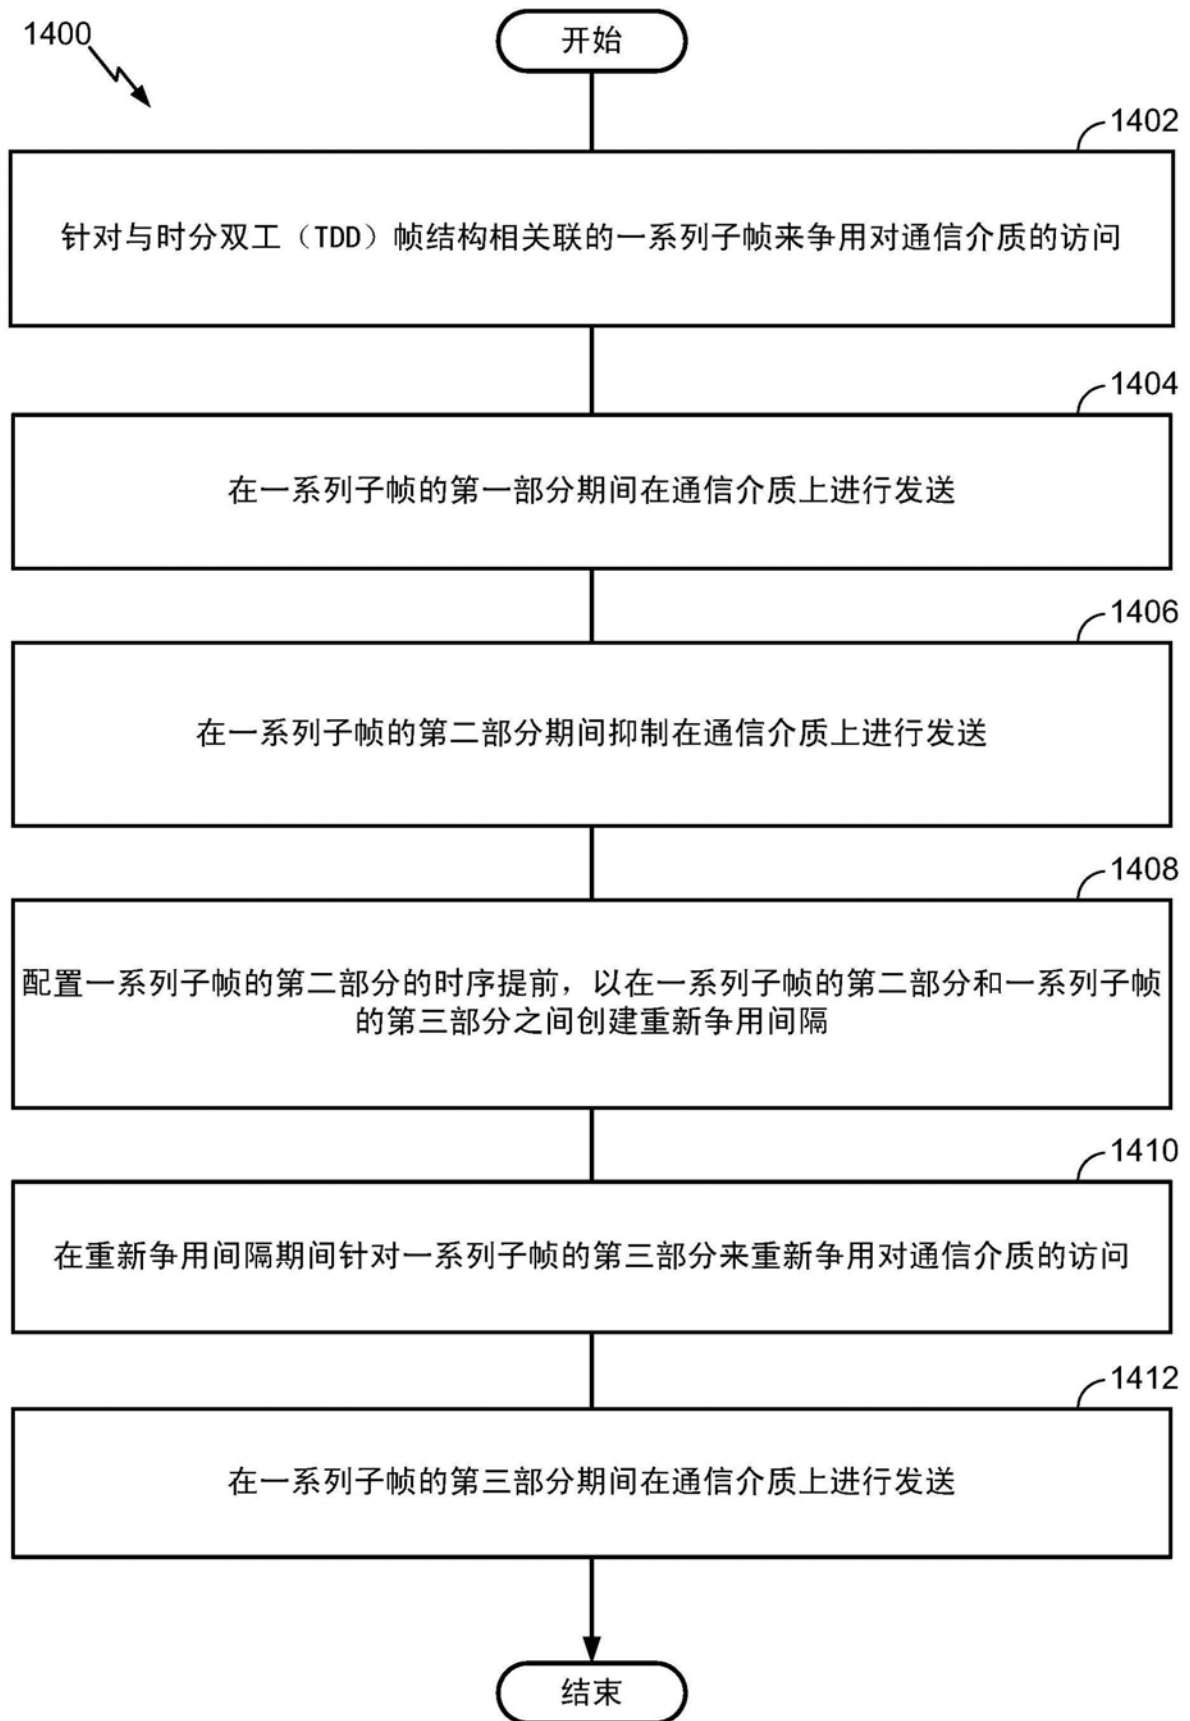 1400
开始
1402
针对与时分双工（TDD）帧结构相关联的一系列子帧来争用对通信介质的访问
1404
在一系列子帧的第一部分期间在通信介质上进行发送
1406
在一系列子帧的第二部分期间抑制在通信介质上进行发送
1408
配置一系列子帧的第二部分的时序提前，以在一系列子帧的第二部分和一系列子帧
的第三部分之间创建重新争用间隔
1410
在重新争用间隔期间针对一系列子帧的第三部分来重新争用对通信介质的访问
1412
在一系列子帧的第三部分期间在通信介质上进行发送
结束